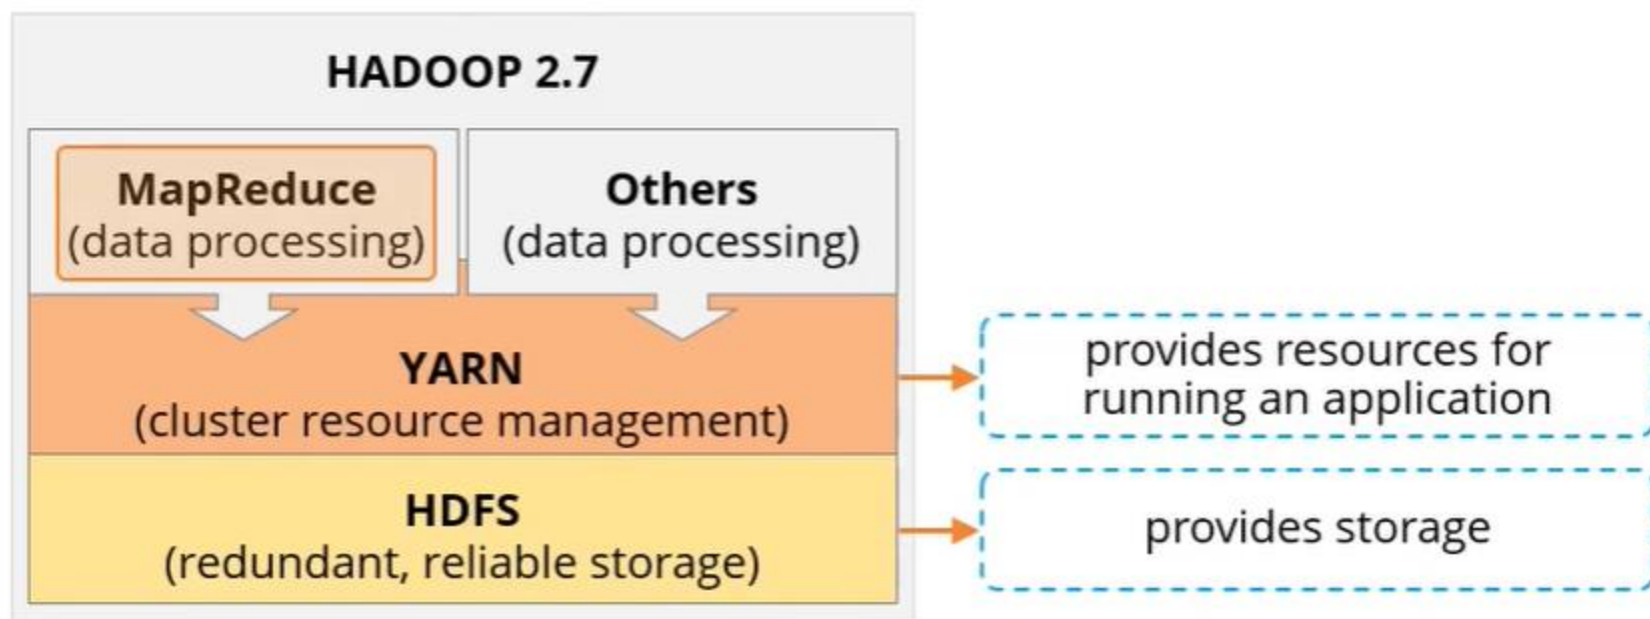 HADOOP 2.7
MapReduce
(data processing)
Others
(data processing)
YARN
(cluster resource management)
provides resources for
running an application
HDFS
(redundant, reliable storage)
provides storage